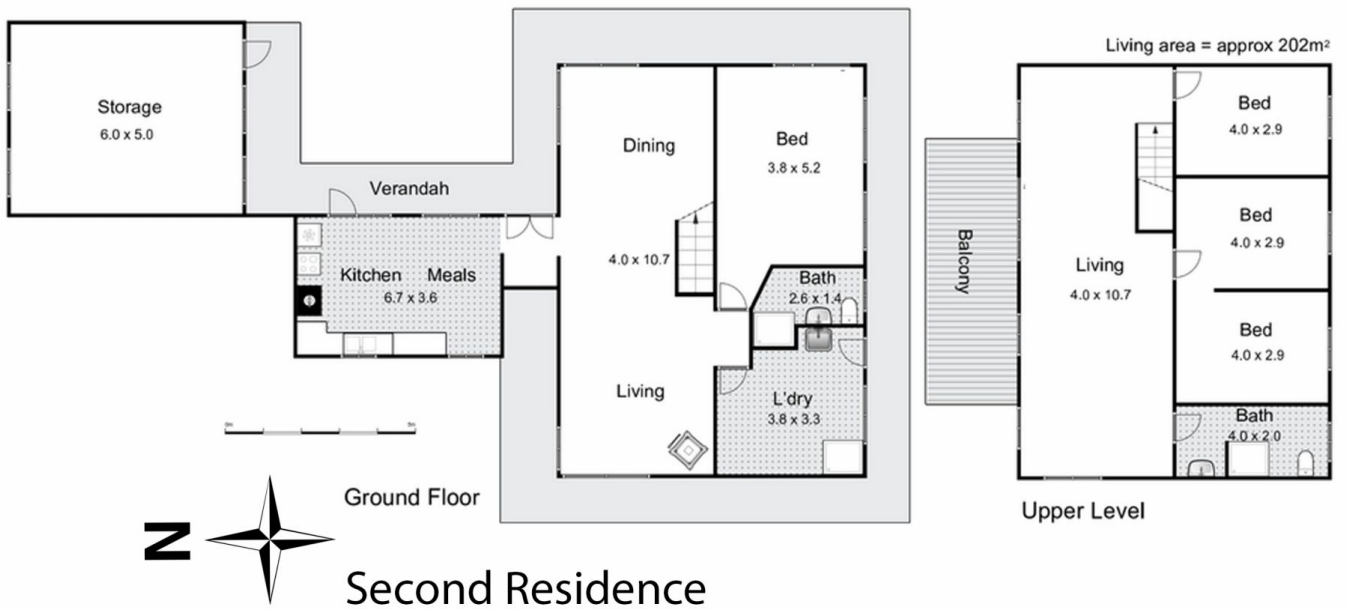 Living area = approx 202m²
Storage
6.0 x 5.0
Verandah
Kitchen Meals
6.7 x 3.6
Dining
4.0 x 10.7
Living
Bed
3.8 x 5.2
Bath
2.6 x 1.4
L'dry
3.8 x 3.3
Balcony
Living
4.0 x 10.7
Bed
4.0 x 2.9
Bed
4.0 x 2.9
Bed
4.0 x 2.9
Bath
4.0 x 2.0
0m 5m
Ground Floor
Upper Level
N
Second Residence